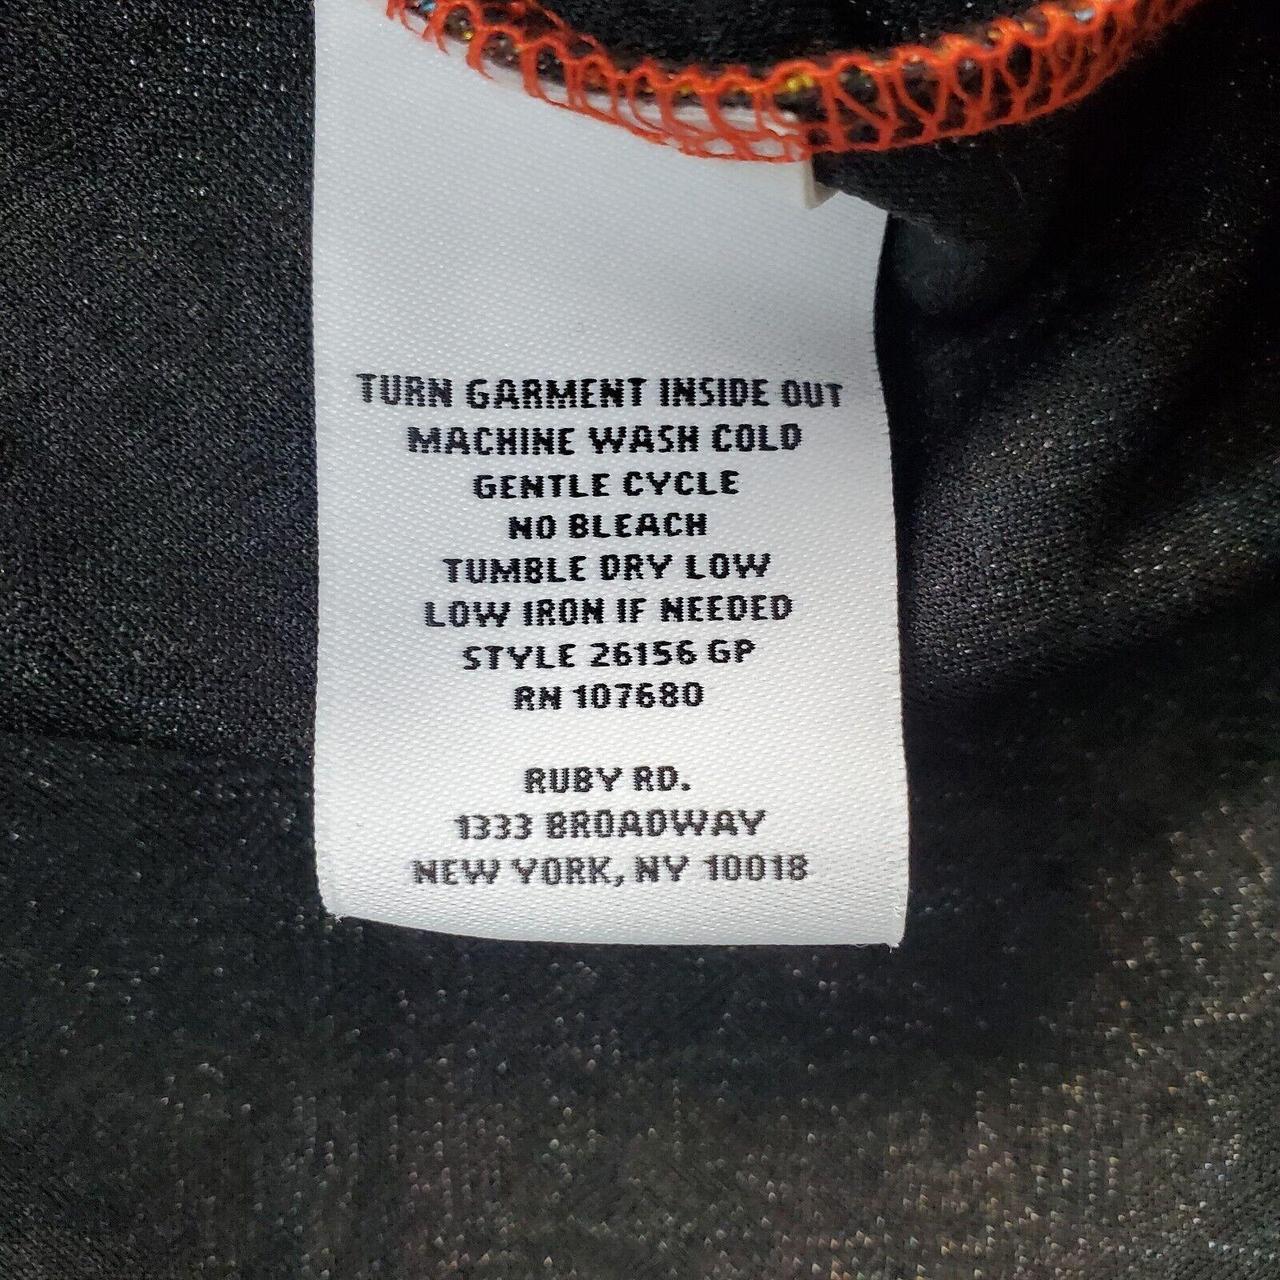 TURN GARMENT INSIDE OUT
MACHINE WASH COLD
GENTLE CYCLE
NO BLEACH
TUMBLE DRY LOW
LOW IRON IF NEEDED
STYLE 26156 GP
RN 107680
RUBY RD.
1333 BROADWAY
NEW YORK, NY 10018